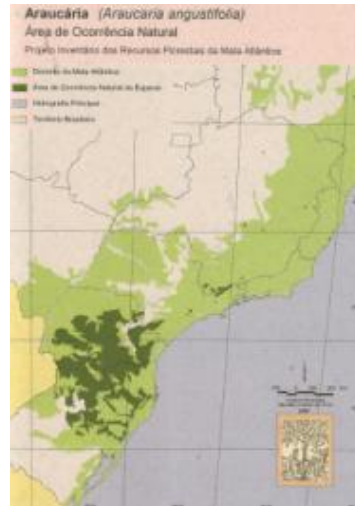 Araucária (Araucaria angustifolia)
Área de Ocorrência Natural
Projeto Inventário dos Recursos Florestais da Mata Atlântica
Domínio da Mata Atlântica
Área de Ocorrência Natural da Espécie
Hidrografia Principal
Território Brasileiro